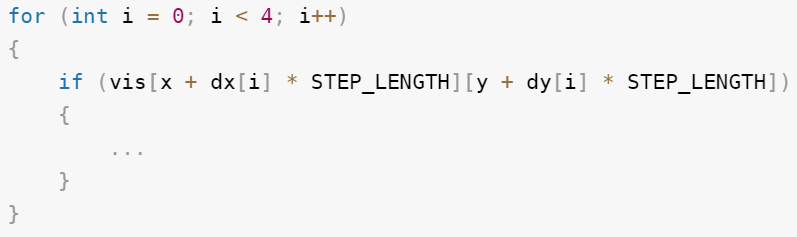 for (int i = 0; i < 4; i++)
{
    if (vis[x + dx[i] * STEP_LENGTH][y + dy[i] * STEP_LENGTH])
    {
        ...
    }
}